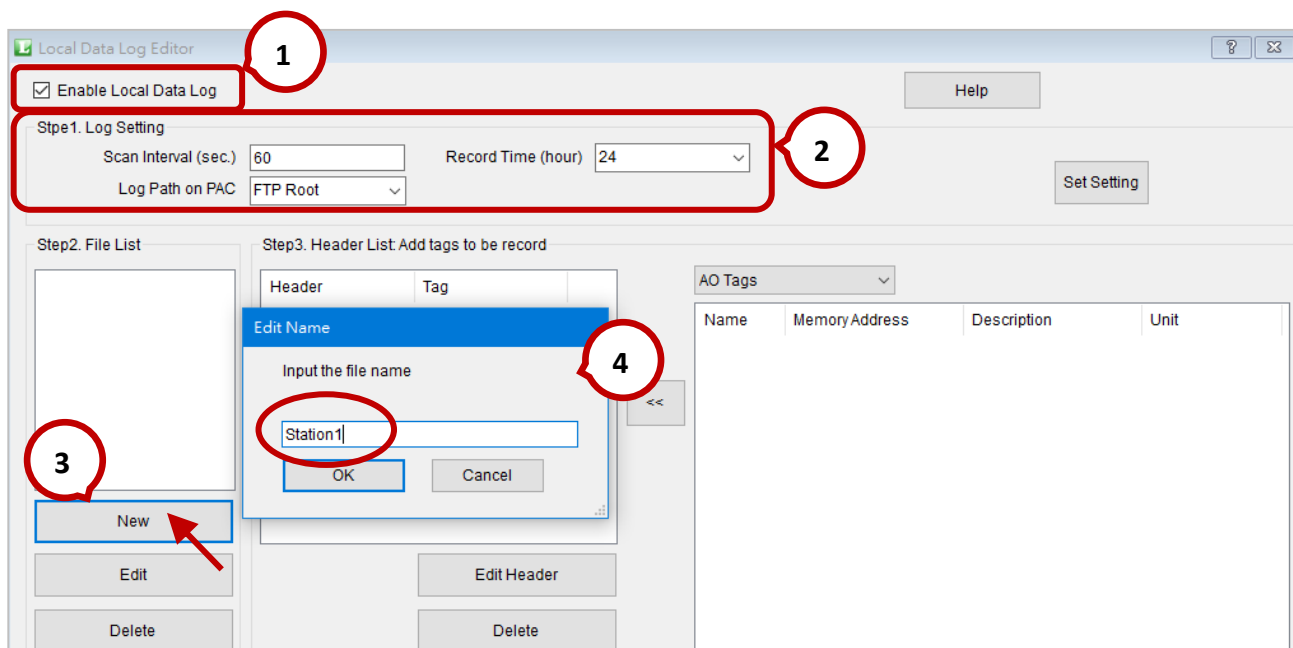 Local Data Log Editor
1
Enable Local Data Log
Help
Stpe1. Log Setting
Scan Interval (sec.) 60 Record Time (hour) 24
2
Log Path on PAC FTP Root
Set Setting
Step2. File List
Step3. Header List: Add tags to be record
Header Tag
AO Tags
Name Memory Address Description Unit
Edit Name
Input the file name
4
<<
Station1
OK Cancel
3
New
Edit
Edit Header
Delete
Delete